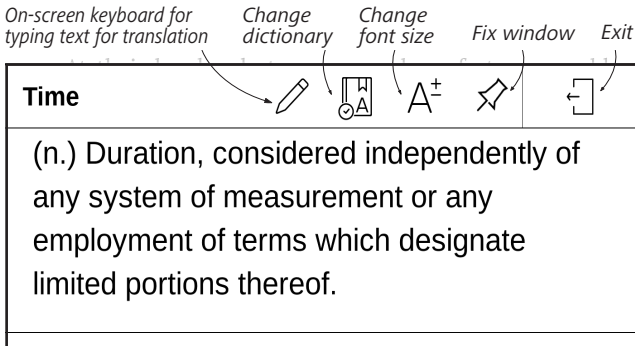 On-screen keyboard for
typing text for translation
Change
dictionary
Change
font size
Fix window
Exit
Time
A
A±
(n.) Duration, considered independently of
any system of measurement or any
employment of terms which designate
limited portions thereof.